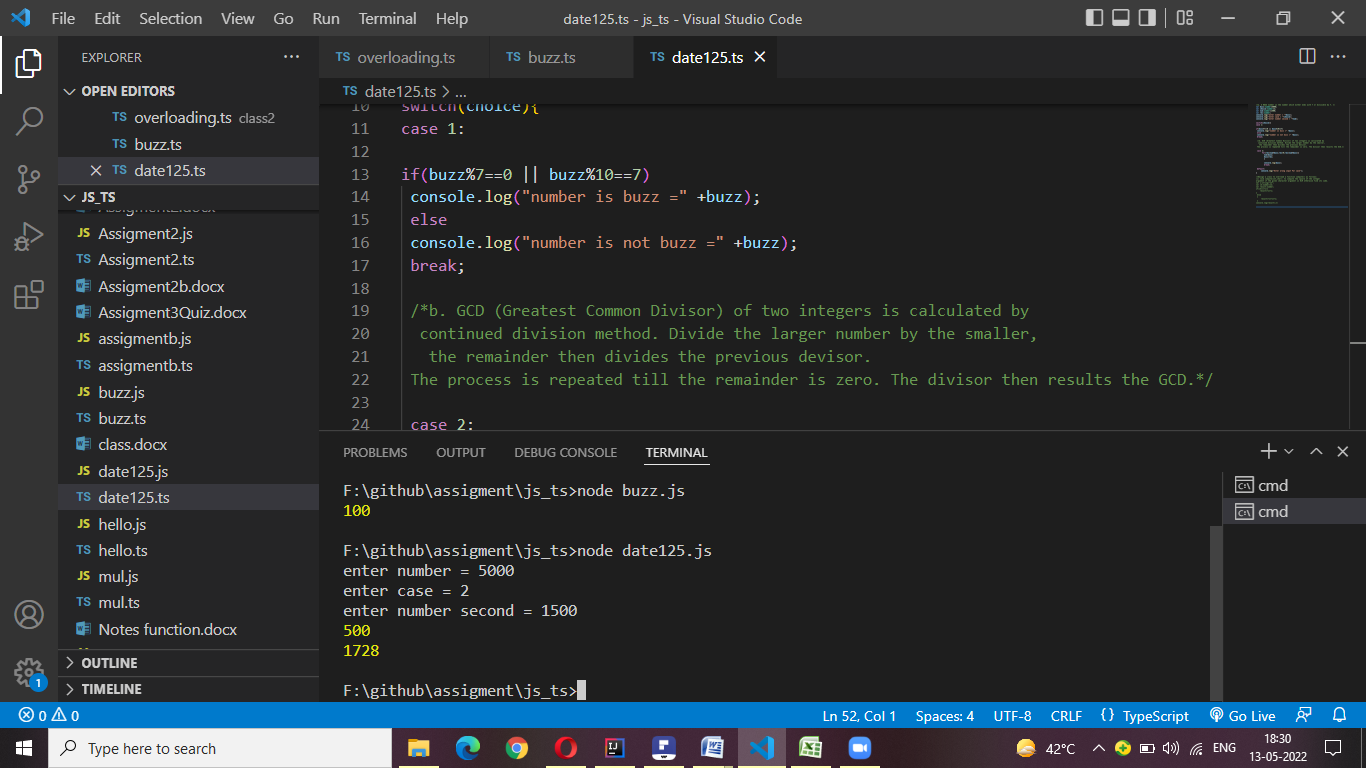 File Edit Selection View Go Run Terminal Help date125.ts - js_ts - Visual Studio Code
EXPLORER
OPEN EDITORS
TS overloading.ts class2
TS buzz.ts
TS date125.ts
JS_TS
Assigment2.docx
JS Assigment2.js
TS Assigment2.ts
Assigment2b.docx
Assigment3Quiz.docx
JS assigmentb.js
TS assigmentb.ts
JS buzz.js
TS buzz.ts
class.docx
JS date125.js
TS date125.ts
JS hello.js
TS hello.ts
JS mul.js
TS mul.ts
Notes function.docx
OUTLINE
TIMELINE
TS overloading.ts TS buzz.ts TS date125.ts
TS date125.ts > ...
10 switch(choice){
11 case 1:
12
13 if(buzz%7==0 || buzz%10==7)
14 console.log("number is buzz =" +buzz);
15 else
16 console.log("number is not buzz =" +buzz);
17 break;
18
19 /*b. GCD (Greatest Common Divisor) of two integers is calculated by
20 continued division method. Divide the larger number by the smaller,
21 the remainder then divides the previous devisor.
22 The process is repeated till the remainder is zero. The divisor then results the GCD.*/
23
24 case 2:
PROBLEMS OUTPUT DEBUG CONSOLE TERMINAL
F:\github\assigment\js_ts>node buzz.js
100
F:\github\assigment\js_ts>node date125.js
enter number = 5000
enter case = 2
enter number second = 1500
500
1728
F:\github\assigment\js_ts>
cmd
cmd
1
0 0 Ln 52, Col 1 Spaces: 4 UTF-8 CRLF {} TypeScript Go Live
Type here to search
42°C ENG 18:30
13-05-2022